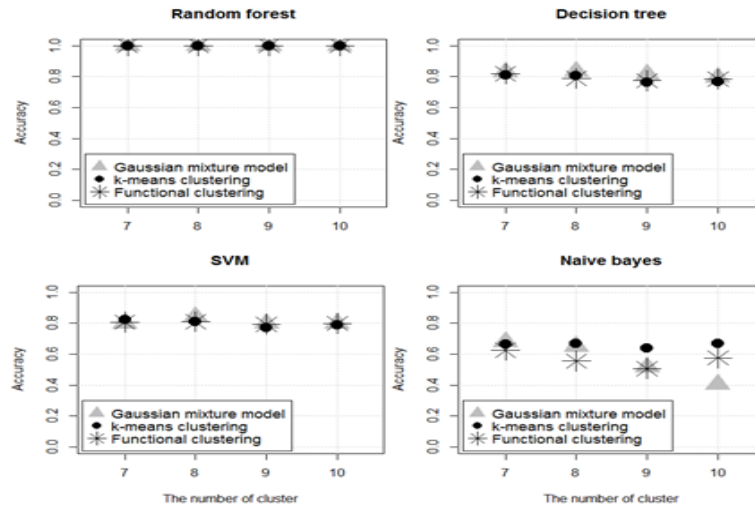 Random forest
Accuracy
1.0
0.8
0.6
0.4
0.2
0.0
Gaussian mixture model
k-means clustering
Functional clustering
7 8 9 10
Decision tree
Accuracy
1.0
0.8
0.6
0.4
0.2
0.0
Gaussian mixture model
k-means clustering
Functional clustering
7 8 9 10
SVM
Accuracy
1.0
0.8
0.6
0.4
0.2
0.0
Gaussian mixture model
k-means clustering
Functional clustering
7 8 9 10
The number of cluster
Naive bayes
Accuracy
1.0
0.8
0.6
0.4
0.2
0.0
Gaussian mixture model
k-means clustering
Functional clustering
7 8 9 10
The number of cluster